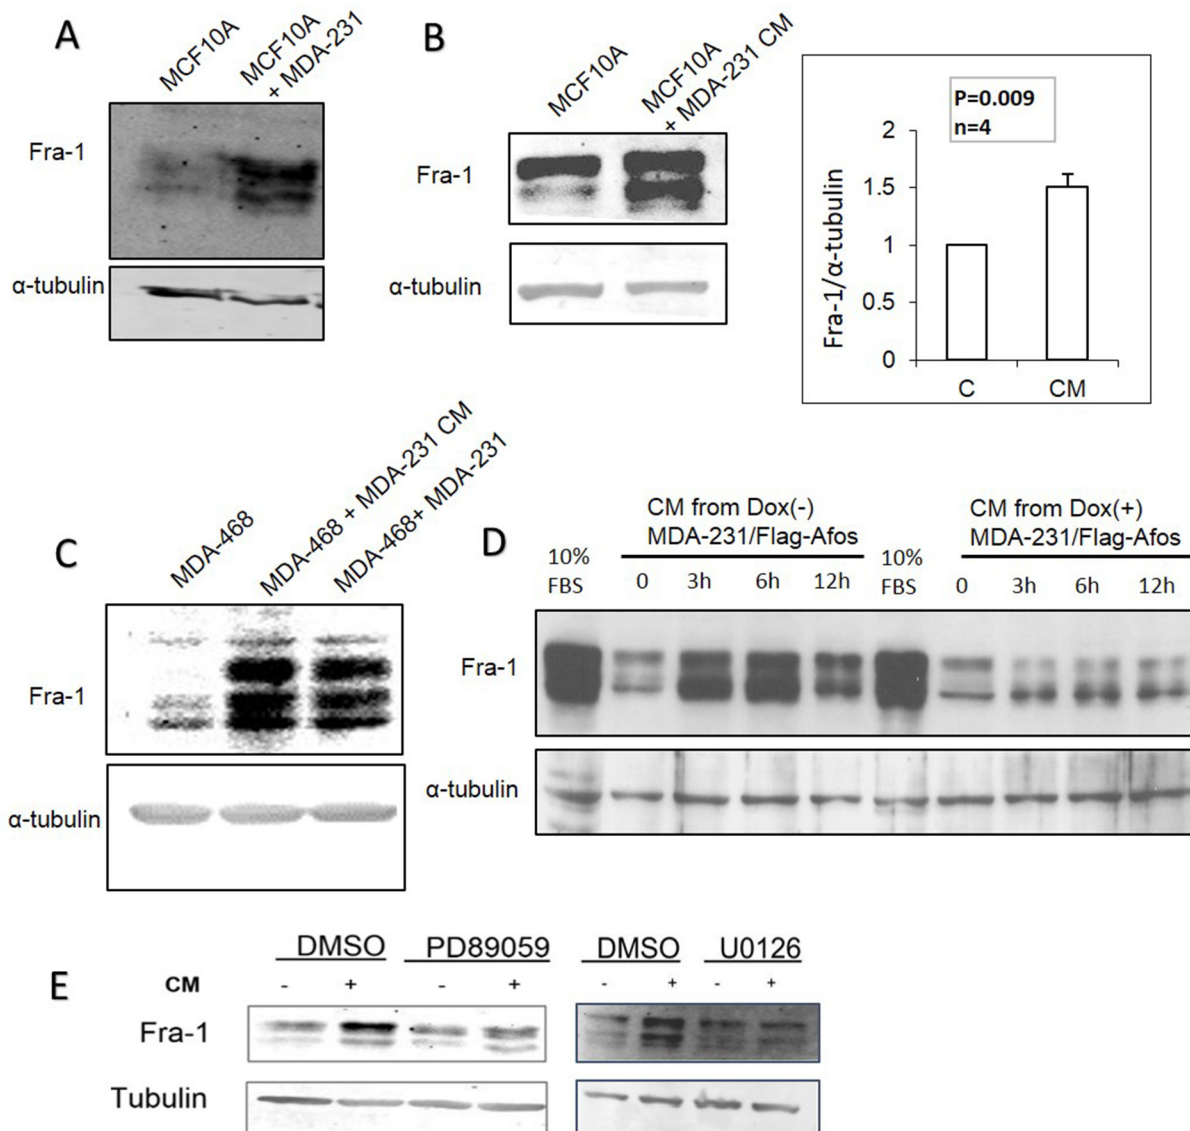 A
MCF10A
MCF10A
+ MDA-231
Fra-1
α-tubulin
B
MCF10A
MCF10A
+ MDA-231 CM
Fra-1
α-tubulin
P=0.009
n=4
Fra-1/α-tubulin
2
1.5
1
0.5
0
C
CM
C
MDA-468
MDA-468 + MDA-231 CM
MDA-468+ MDA-231
Fra-1
α-tubulin
D
CM from Dox(-)
MDA-231/Flag-Afos
CM from Dox(+)
MDA-231/Flag-Afos
10%
FBS
0 3h 6h 12h
10%
FBS
0 3h 6h 12h
Fra-1
α-tubulin
E
DMSO PD89059 DMSO U0126
CM - + - + - + - +
Fra-1
Tubulin